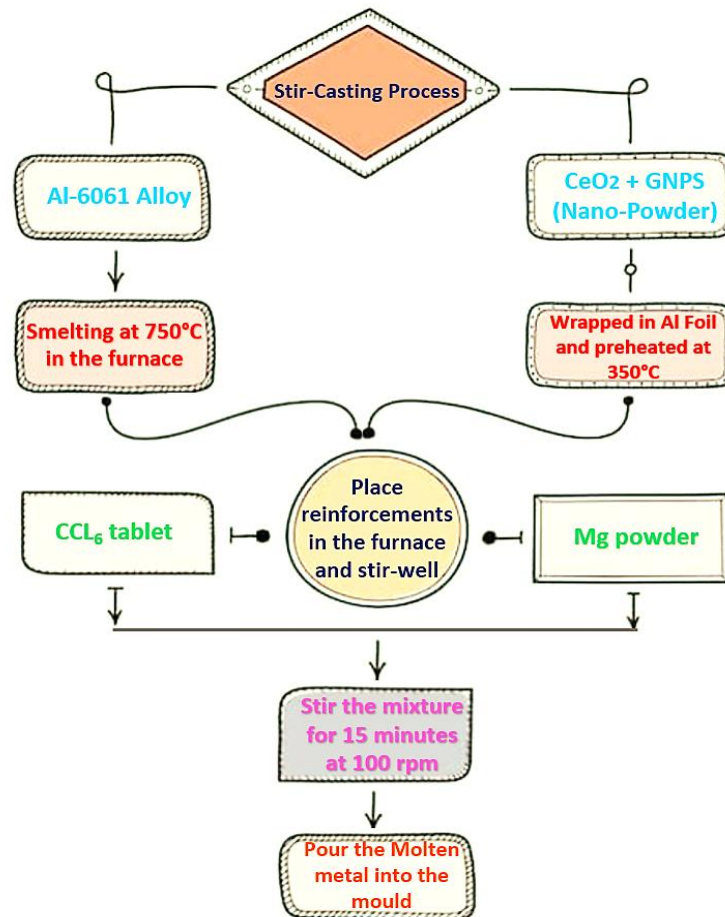 Stir-Casting Process
Al-6061 Alloy
CeO₂ + GNPS
(Nano-Powder)
Smelting at 750°C
in the furnace
Wrapped in Al Foil
and preheated at
350°C
CCL₆ tablet
Place
reinforcements
in the furnace
and stir-well
Mg powder
Stir the mixture
for 15 minutes
at 100 rpm
Pour the Molten
metal into the
mould